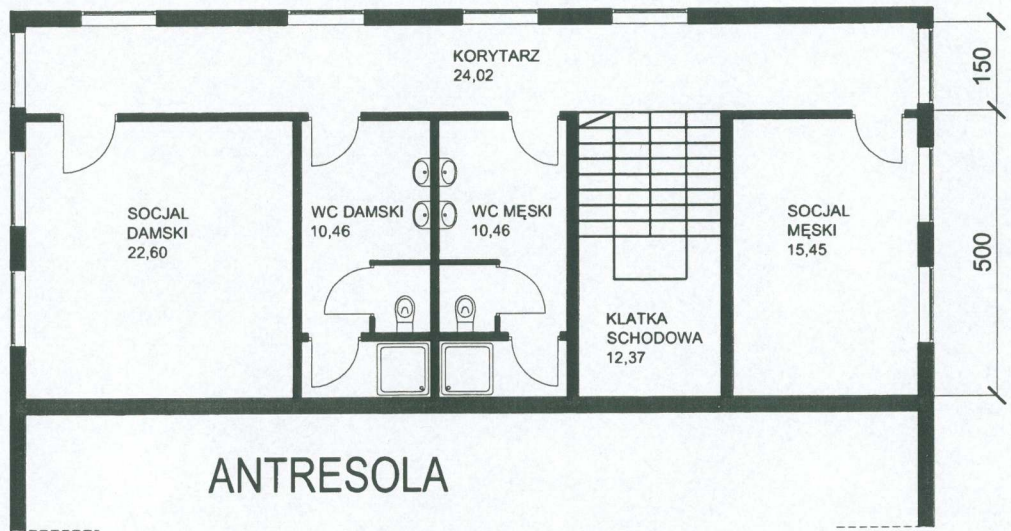 KORYTARZ
24,02
150
SOCJAL
DAMSKI
22,60
WC DAMSKI
10,46
WC MĘSKI
10,46
SOCJAL
MĘSKI
15,45
500
KLATKA
SCHODOWA
12,37
ANTRESOLA